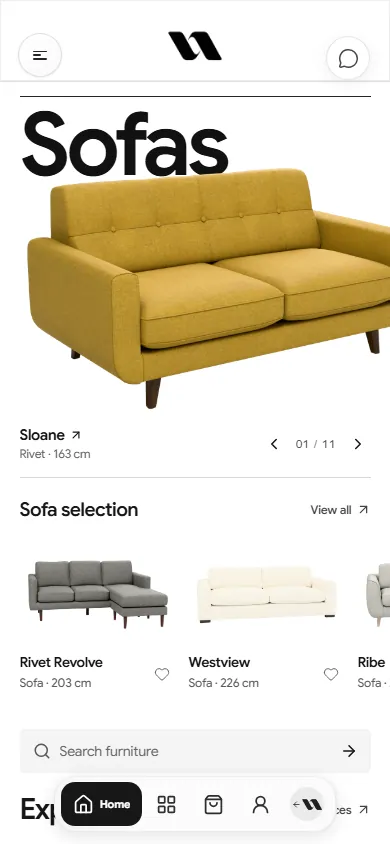 Sofas
Sloane
Rivet · 163 cm
01 / 11
Sofa selection
View all
Rivet Revolve
Sofa · 203 cm
Westview
Sofa · 226 cm
Ribe
Sofa ·
Search furniture
Home